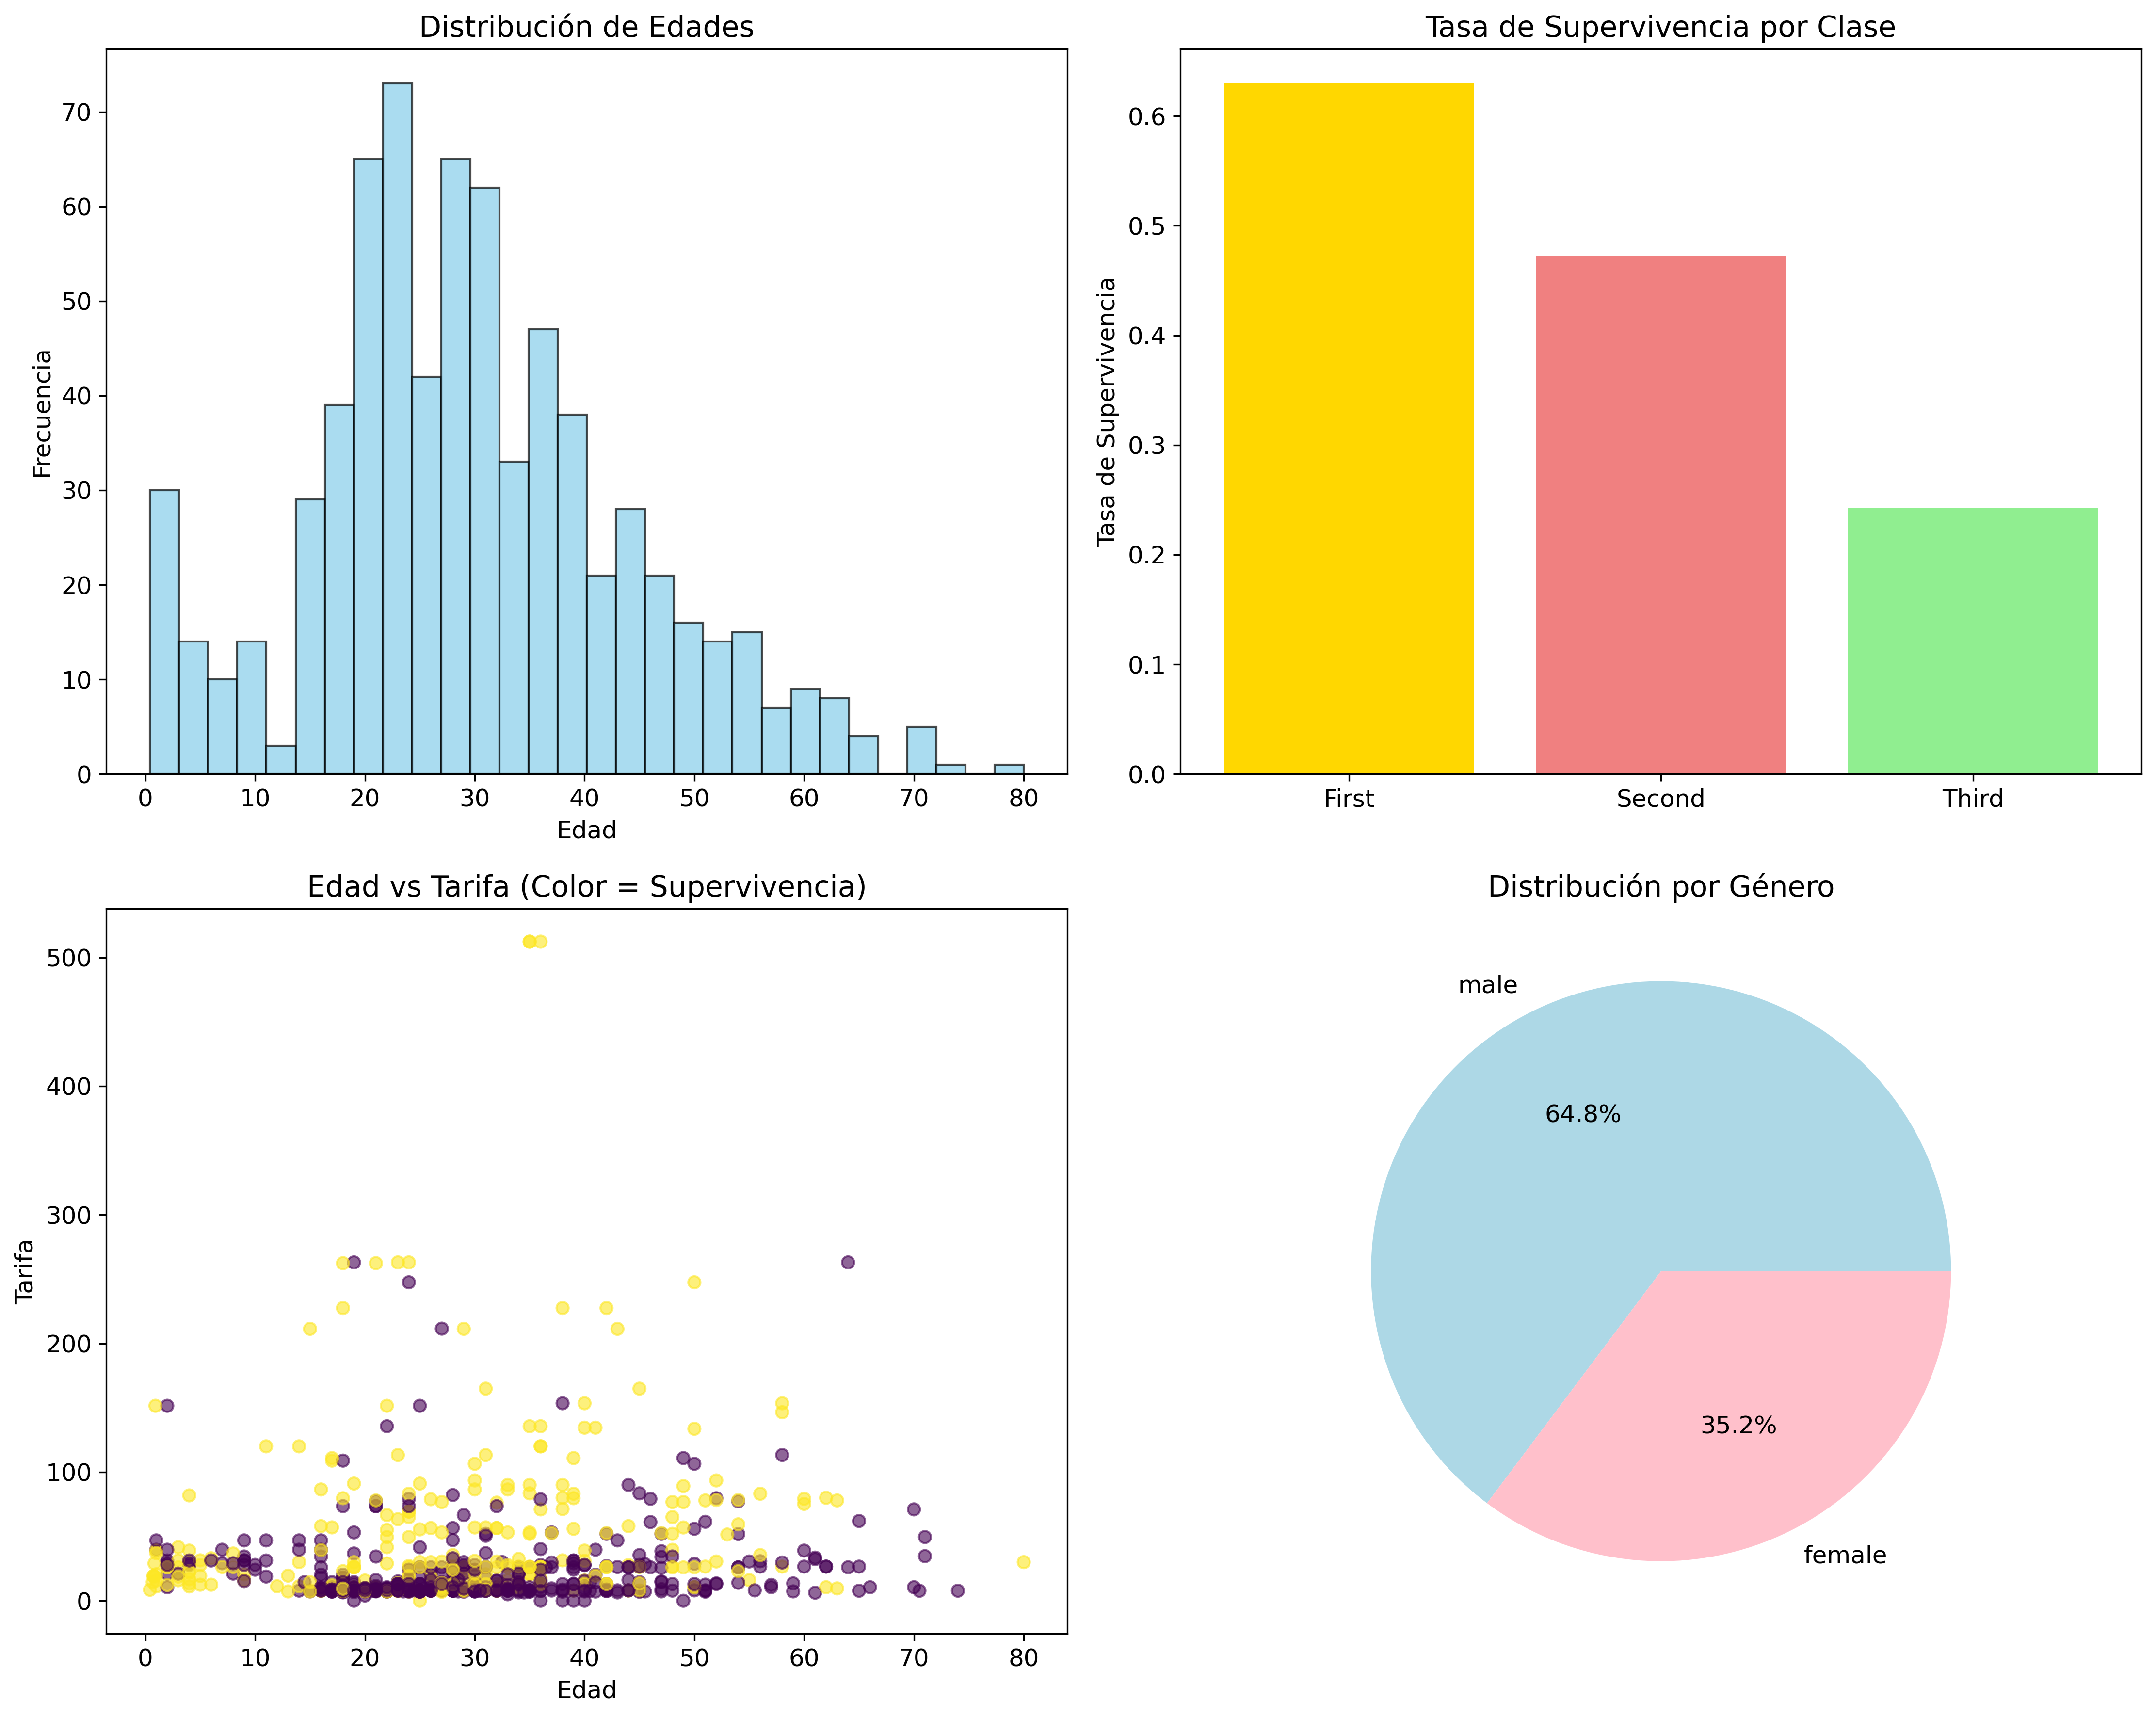 Distribución de Edades
Frecuencia
70
60
50
40
30
20
10
0
0 10 20 30 40 50 60 70 80
Edad
Tasa de Supervivencia por Clase
Tasa de Supervivencia
0.6
0.5
0.4
0.3
0.2
0.1
0.0
First Second Third
Edad vs Tarifa (Color = Supervivencia)
Tarifa
500
400
300
200
100
0
0 10 20 30 40 50 60 70 80
Edad
Distribución por Género
male
64.8%
35.2%
female